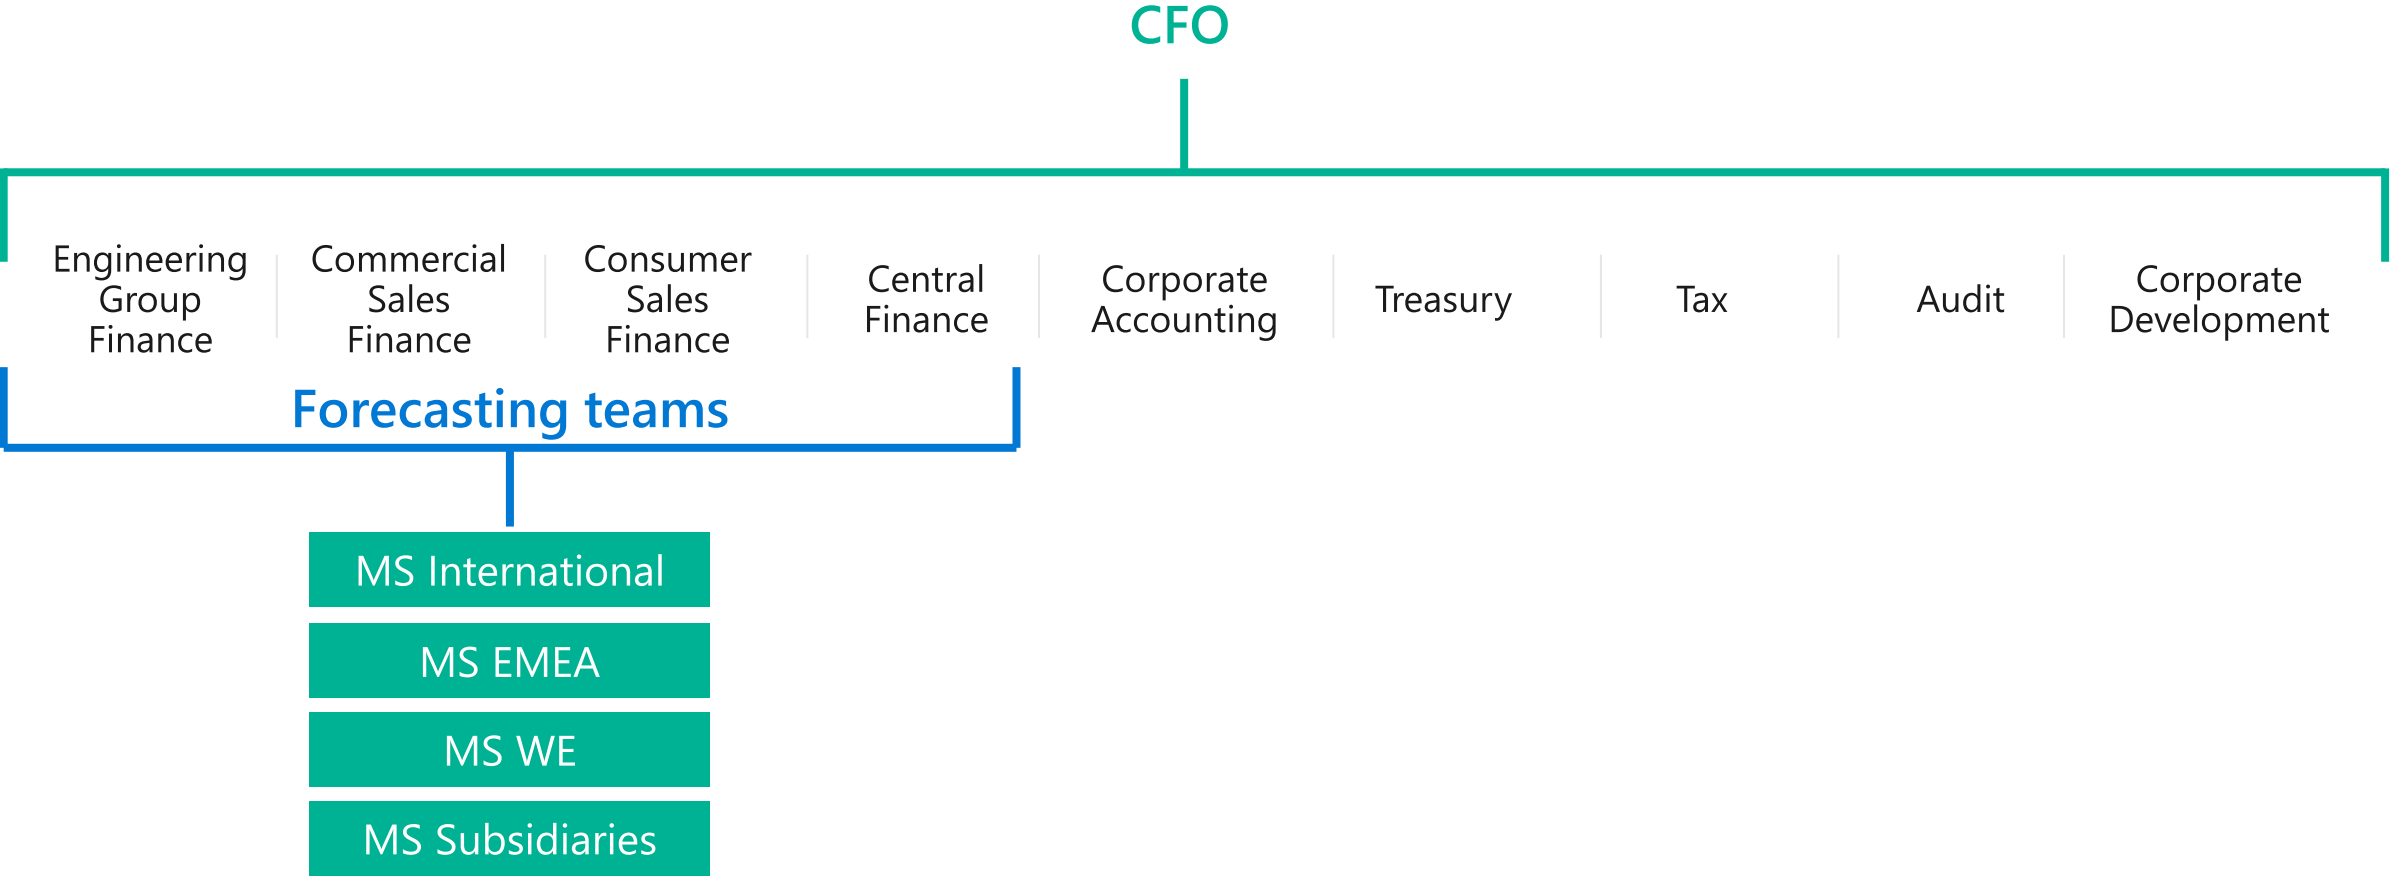 CFO
Engineering
Group
Finance
Commercial
Sales
Finance
Consumer
Sales
Finance
Central
Finance
Corporate
Accounting
Treasury
Tax
Audit
Corporate
Development
Forecasting teams
MS International
MS EMEA
MS WE
MS Subsidiaries